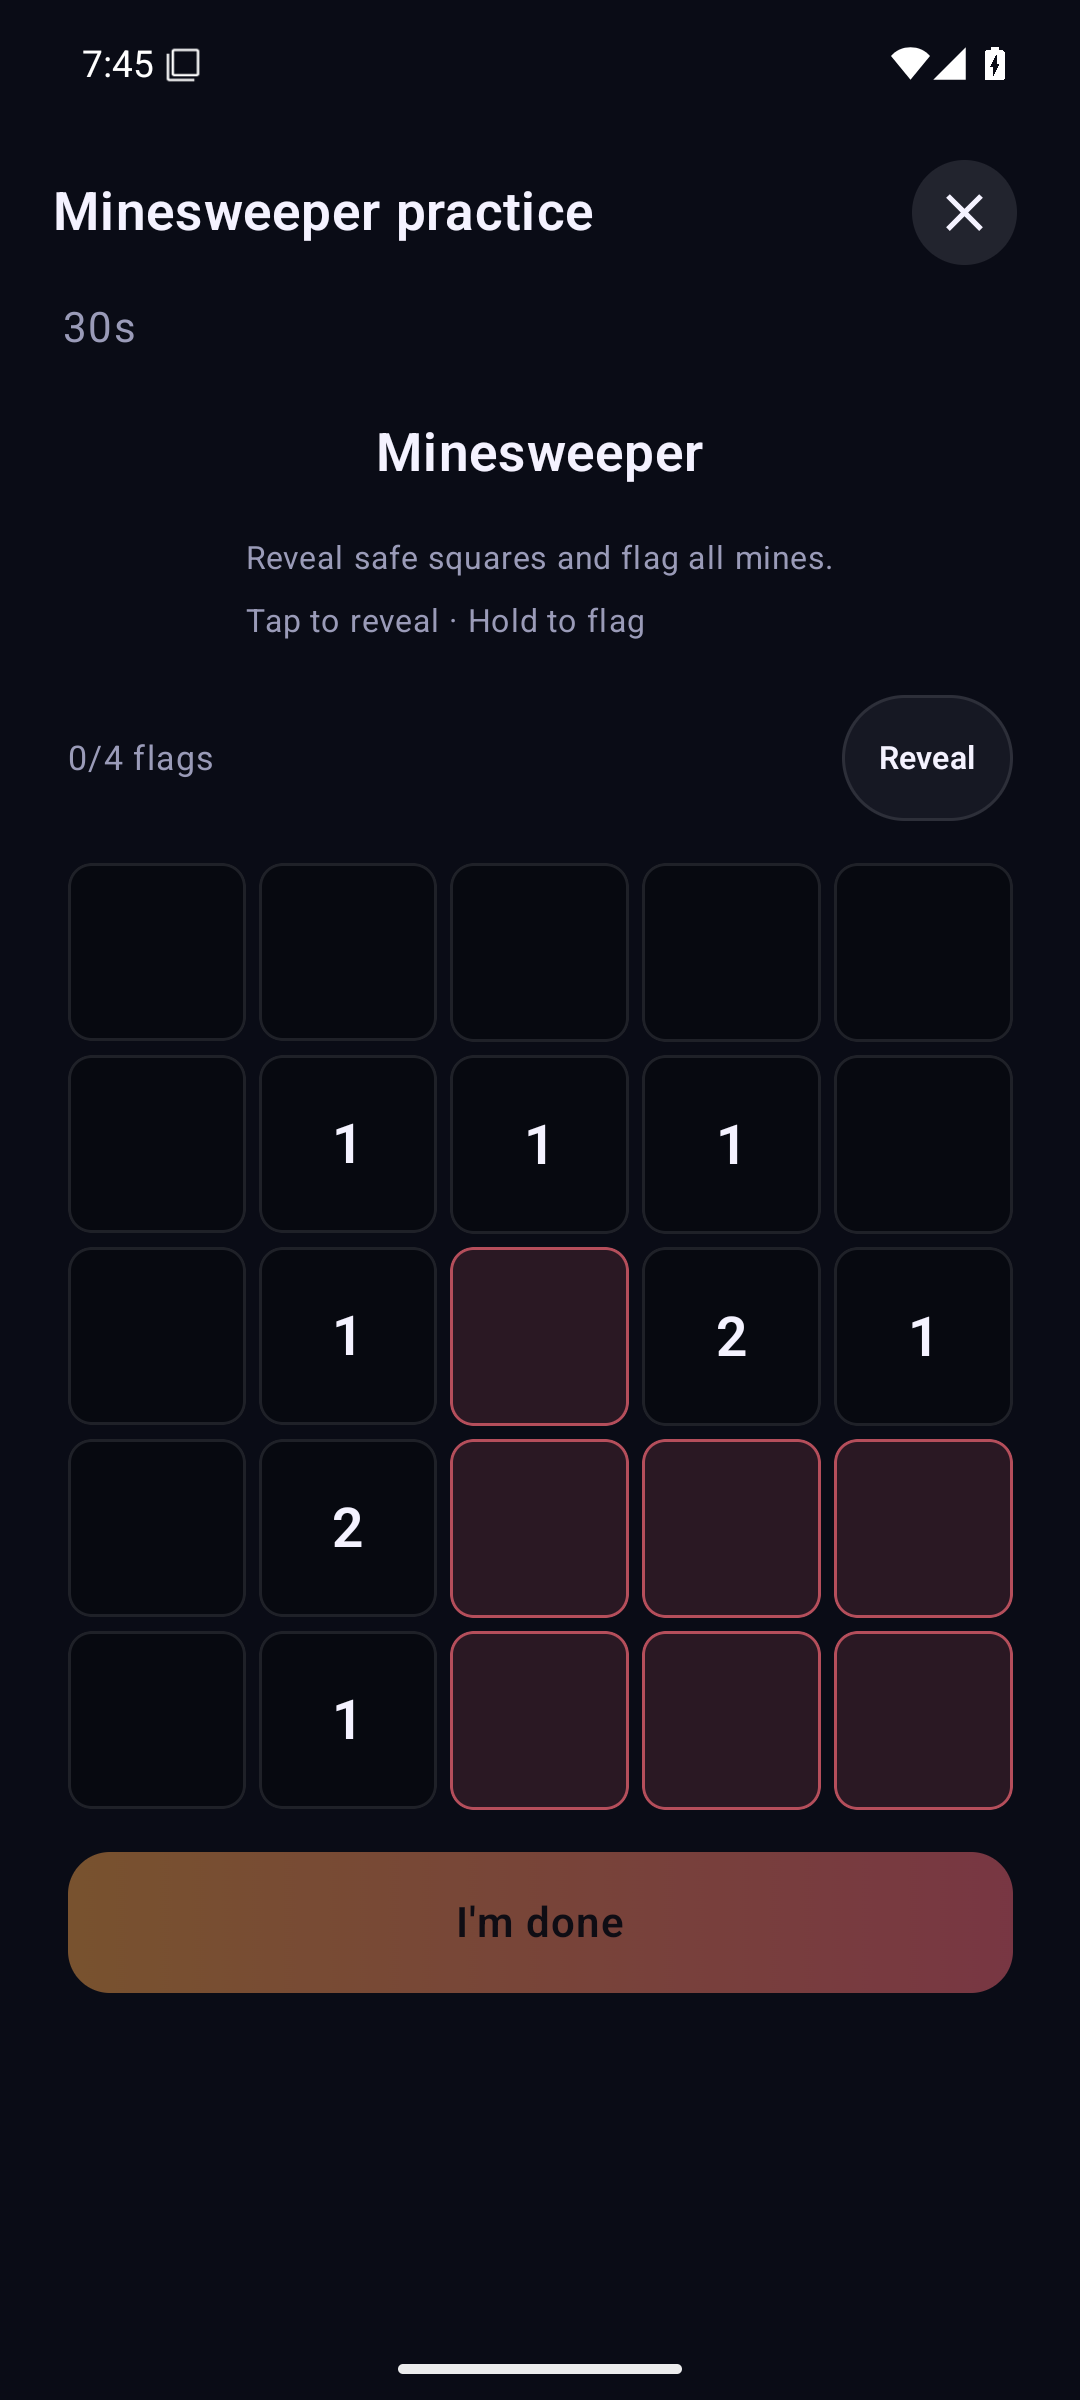 7:45
Minesweeper practice
30s
Minesweeper
Reveal safe squares and flag all mines.
Tap to reveal · Hold to flag
0/4 flags
Reveal
1 1 1
1 2 1
2
1
I'm done